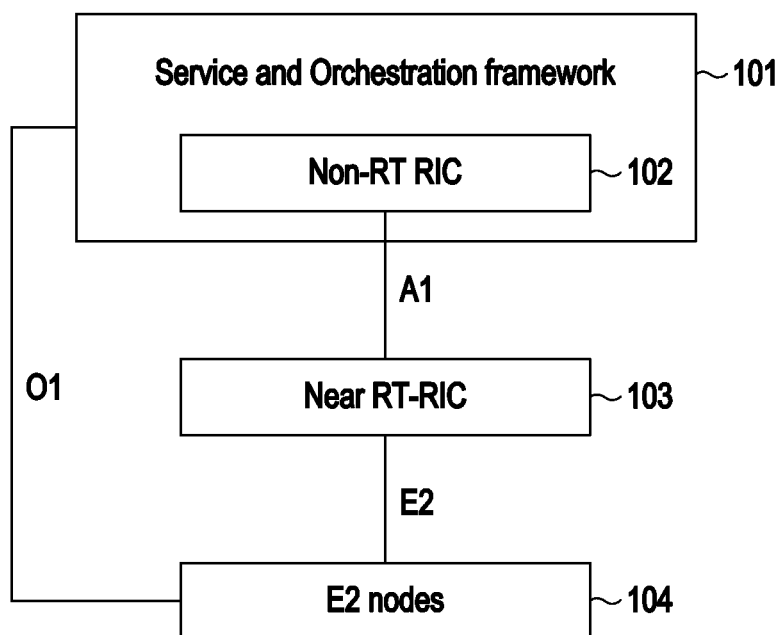 Service and Orchestration framework
101
Non-RT RIC
102
A1
O1
Near RT-RIC
103
E2
E2 nodes
104